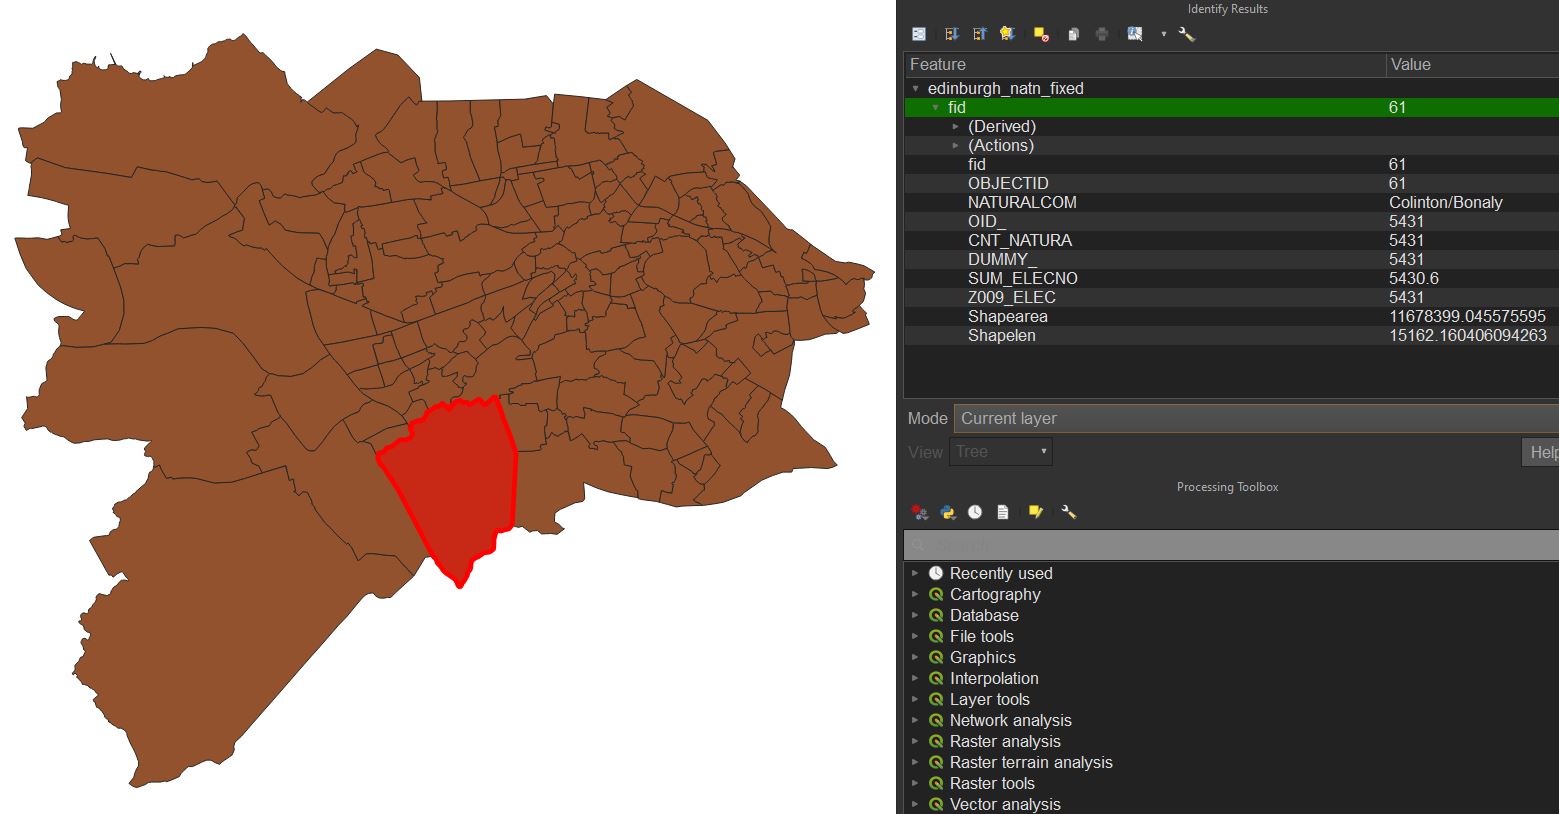 Identify Results
Feature Value
edinburgh_natn_fixed
fid 61
(Derived)
(Actions)
fid 61
OBJECTID 61
NATURALCOM Colinton/Bonaly
OID_ 5431
CNT_NATURA 5431
DUMMY_ 5431
SUM_ELECNO 5430.6
Z009_ELEC 5431
Shapearea 11678399.045575595
Shapelen 15162.160406094263
Mode Current layer
View Tree Help
Processing Toolbox
Search...
Recently used
Cartography
Database
File tools
Graphics
Interpolation
Layer tools
Network analysis
Raster analysis
Raster terrain analysis
Raster tools
Vector analysis